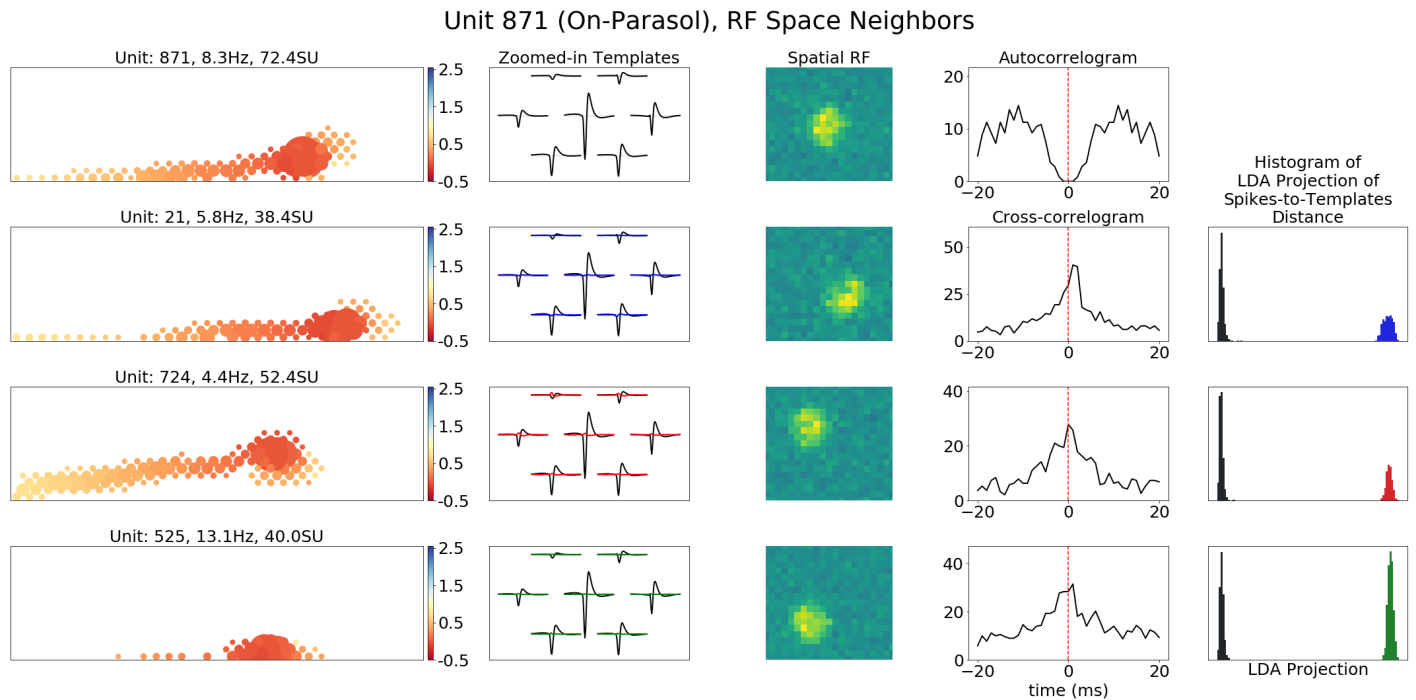 Unit 871 (On-Parasol), RF Space Neighbors
Unit: 871, 8.3Hz, 72.4SU
Zoomed-in Templates
Spatial RF
Autocorrelogram
2.5
1.5
0.5
-0.5
20
10
0
−20
0
20
Histogram of
LDA Projection of
Spikes-to-Templates
Distance
Unit: 21, 5.8Hz, 38.4SU
Cross-correlogram
2.5
1.5
0.5
-0.5
50
25
0
−20
0
20
Unit: 724, 4.4Hz, 52.4SU
2.5
1.5
0.5
-0.5
40
20
0
−20
0
20
Unit: 525, 13.1Hz, 40.0SU
2.5
1.5
0.5
-0.5
40
20
0
−20
0
20
time (ms)
LDA Projection